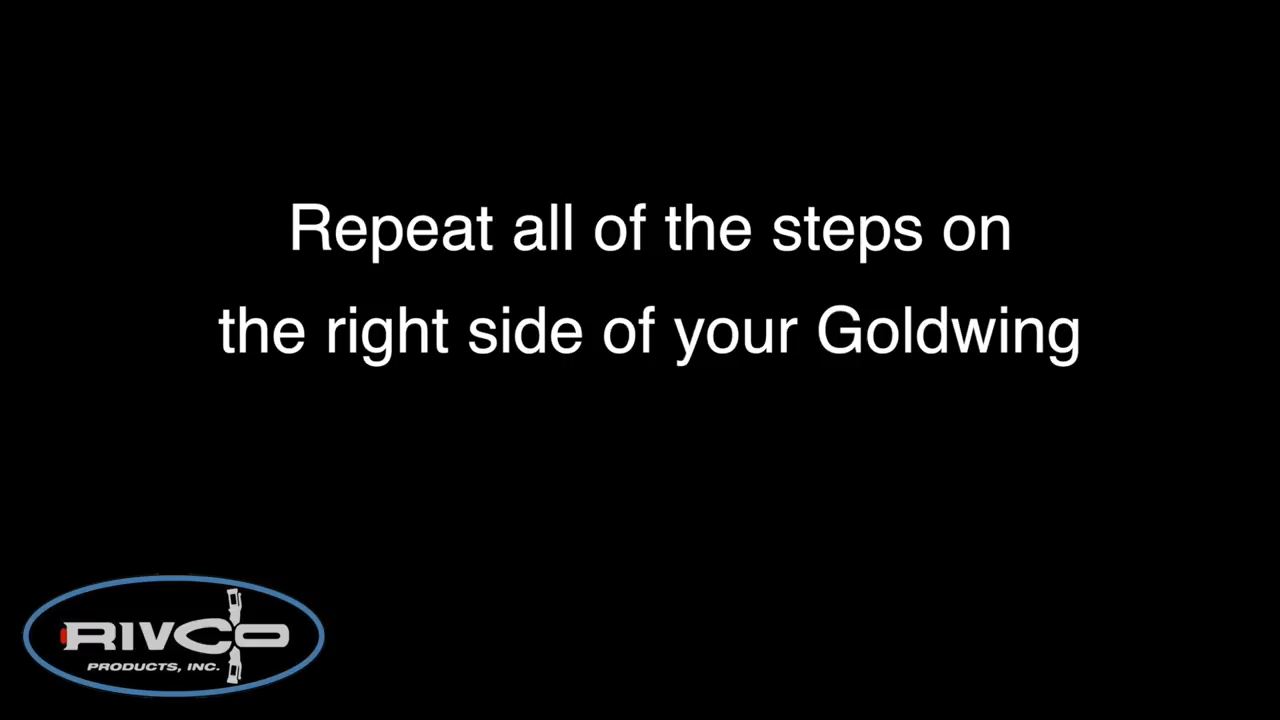 Repeat all of the steps on
the right side of your Goldwing
RIVCO
PRODUCTS, INC.